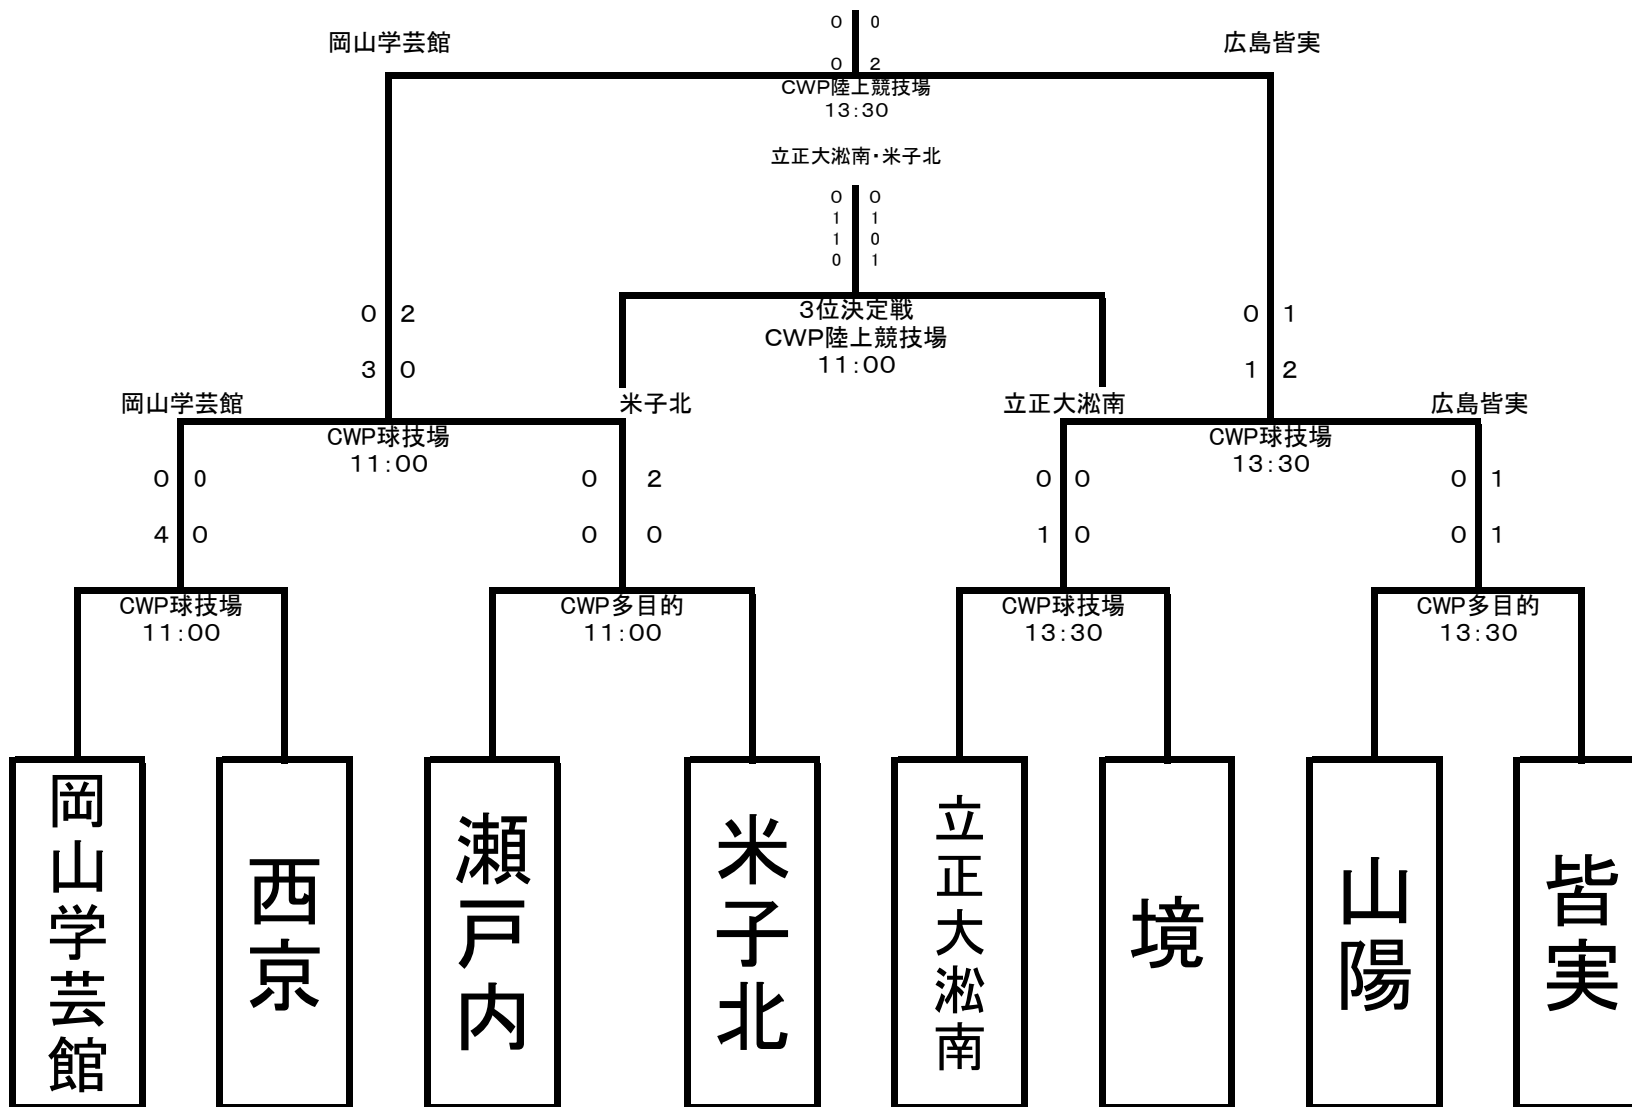 0 0
0 2
岡山学芸館 広島皆実
CWP陸上競技場
13:30
立正大淞南・米子北
0 0
1 1
1 0
0 1
3位決定戦
CWP陸上競技場
11:00
0 2 0 1
3 0 1 2
岡山学芸館 米子北 立正大淞南 広島皆実
CWP球技場 CWP球技場
11:00 13:30
0 0 0 2 0 0 0 1
4 0 0 0 1 0 0 1
CWP球技場 CWP多目的 CWP球技場 CWP多目的
11:00 11:00 13:30 13:30
岡山学芸館
西京
瀬戸内
米子北
立正大淞南
境
山陽
皆実